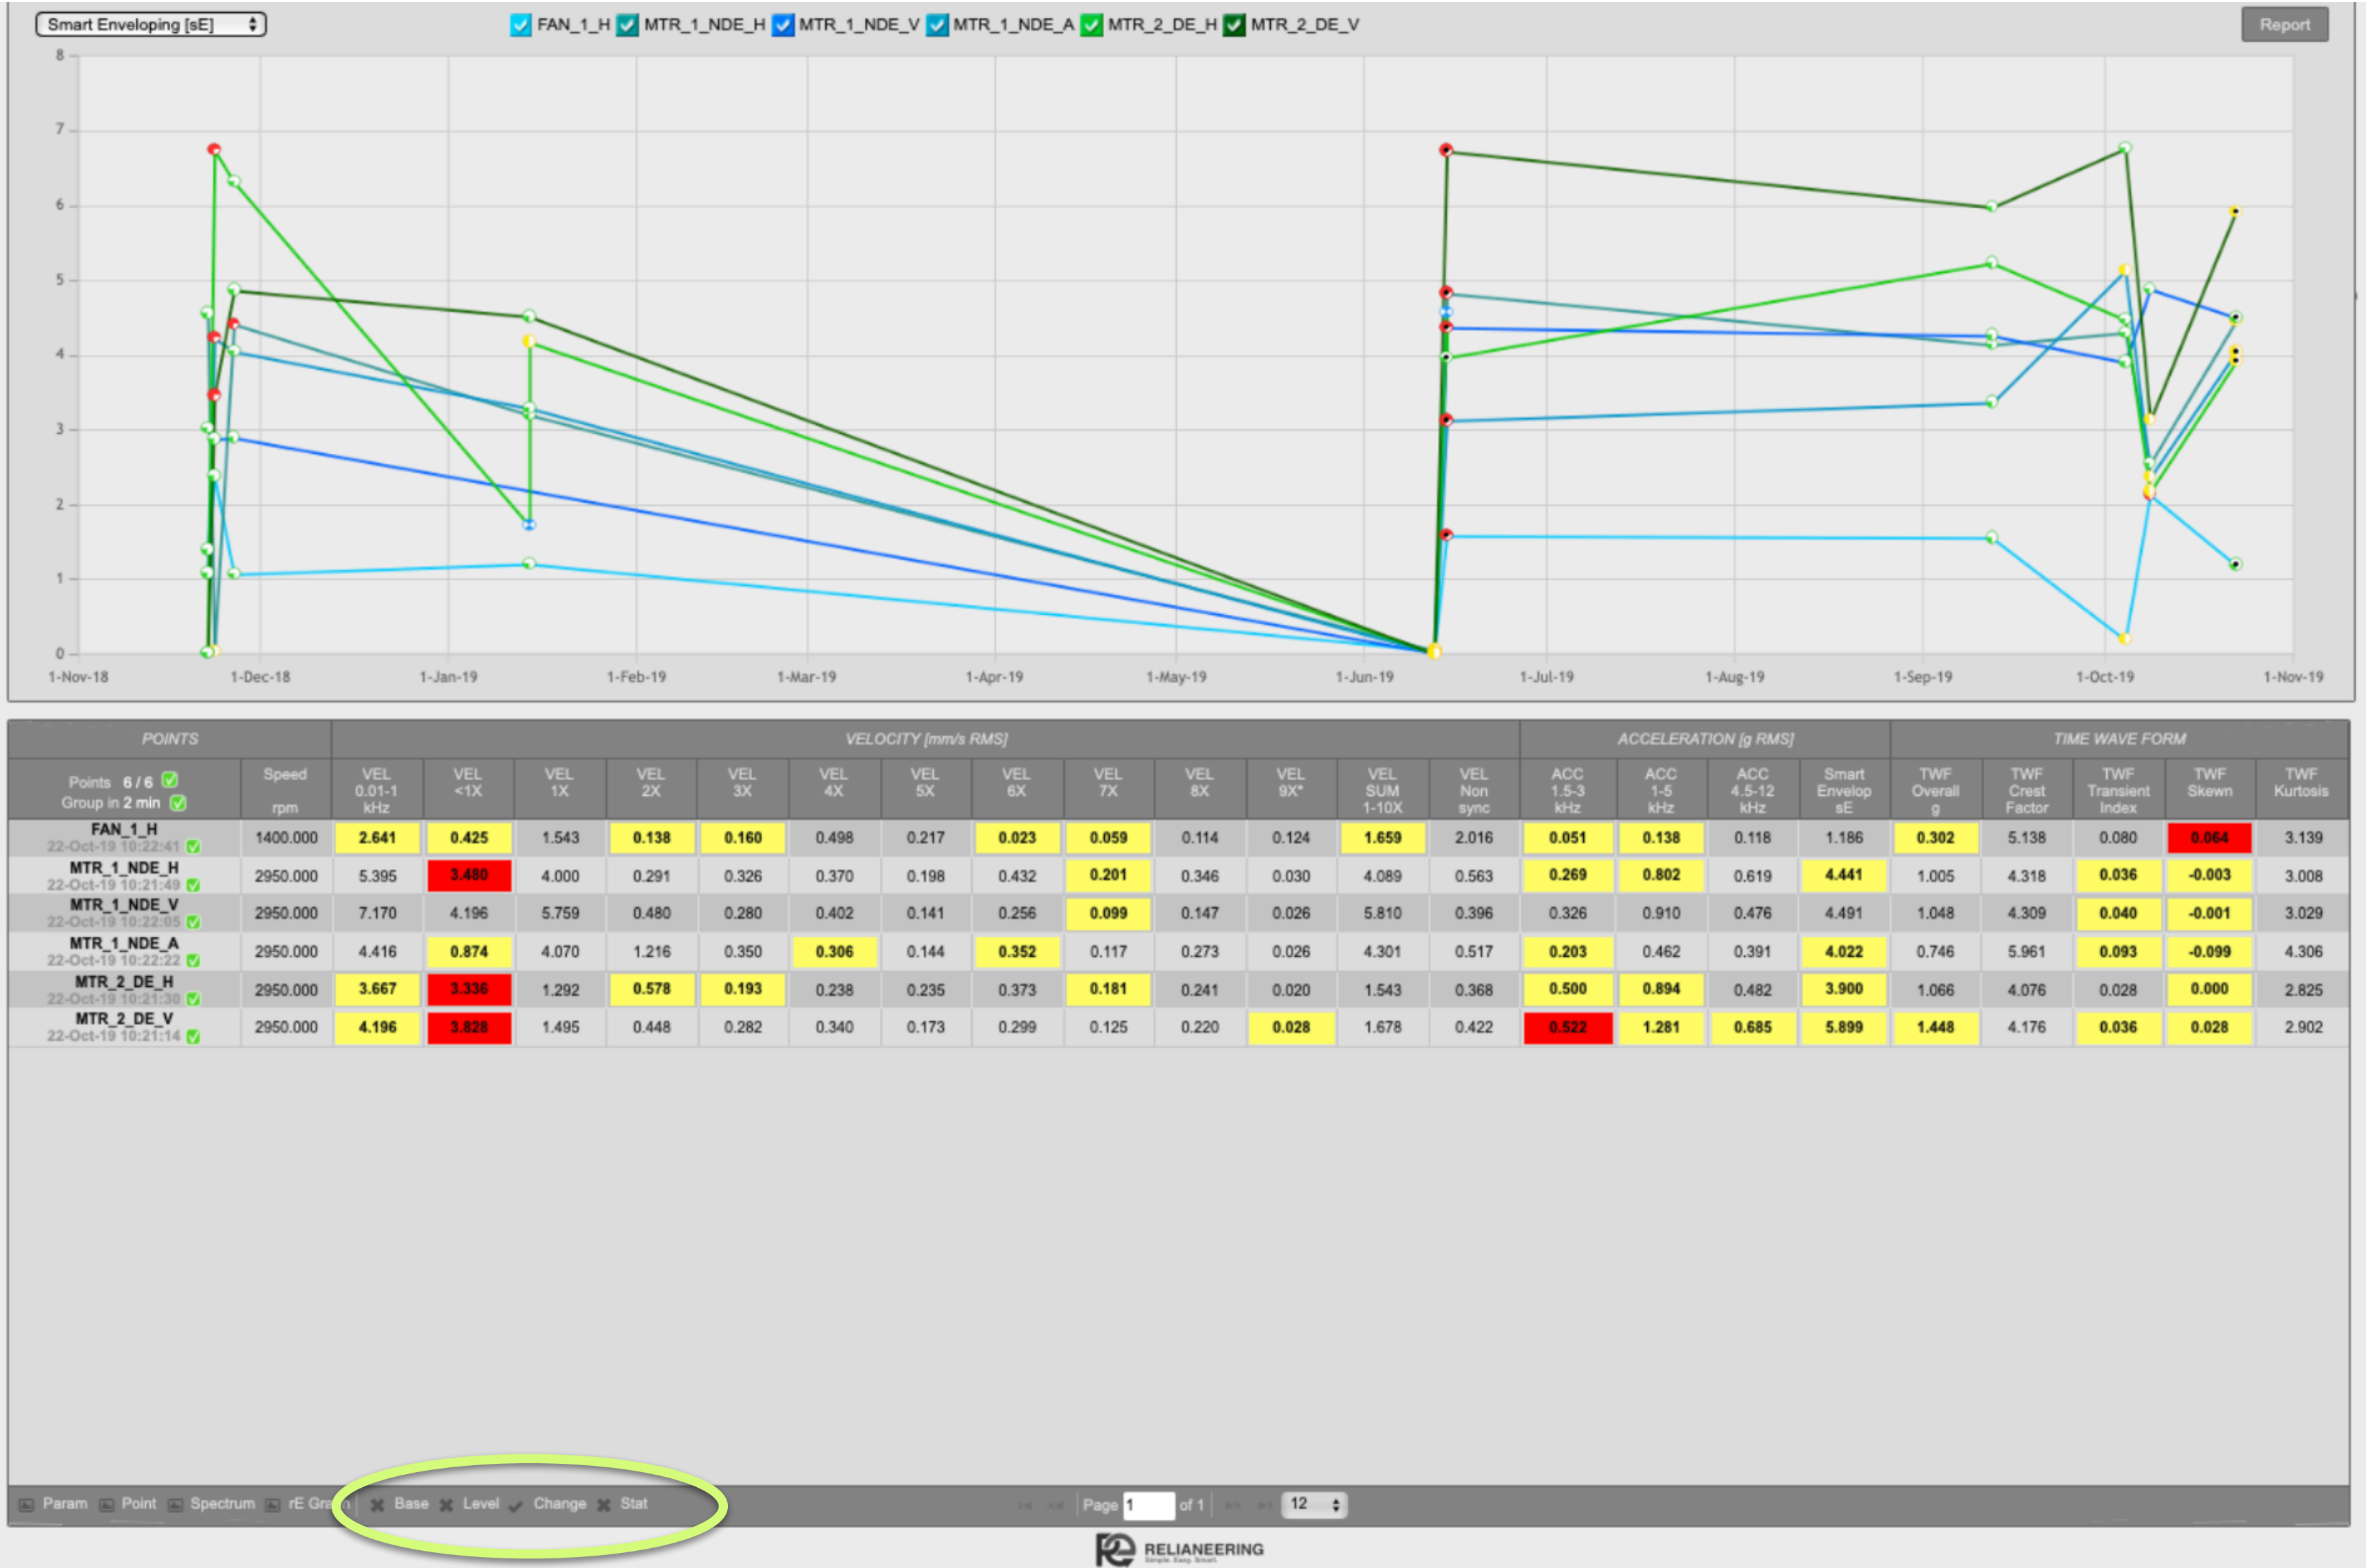 Smart Enveloping [sE] FAN_1_H MTR_1_NDE_H MTR_1_NDE_V MTR_1_NDE_A MTR_2_DE_H MTR_2_DE_V Report
8
7
6
5
4
3
2
1
0
1-Nov-18 1-Dec-18 1-Jan-19 1-Feb-19 1-Mar-19 1-Apr-19 1-May-19 1-Jun-19 1-Jul-19 1-Aug-19 1-Sep-19 1-Oct-19 1-Nov-19
POINTS VELOCITY [mm/s RMS] ACCELERATION [g RMS] TIME WAVE FORM
Points 6 / 6 Speed VEL VEL VEL VEL VEL VEL VEL VEL VEL VEL VEL VEL VEL ACC ACC ACC Smart TWF TWF TWF TWF TWF
Group in 2 min 0.01-1 <1X 1X 2X 3X 4X 5X 6X 7X 8X 9X* SUM Non 1.5-3 1-5 4.5-12 Envelop Overall Crest Transient Skewn Kurtosis
rpm kHz 1-10X sync kHz kHz kHz sE g Factor Index
FAN_1_H 1400.000 2.641 0.425 1.543 0.138 0.160 0.498 0.217 0.023 0.059 0.114 0.124 1.659 2.016 0.051 0.138 0.118 1.186 0.302 5.138 0.080 0.064 3.139
22-Oct-19 10:22:41
MTR_1_NDE_H 2950.000 5.395 3.480 4.000 0.291 0.326 0.370 0.198 0.432 0.201 0.346 0.030 4.089 0.563 0.269 0.802 0.619 4.441 1.005 4.318 0.036 -0.003 3.008
22-Oct-19 10:21:49
MTR_1_NDE_V 2950.000 7.170 4.196 5.759 0.480 0.280 0.402 0.141 0.256 0.099 0.147 0.026 5.810 0.396 0.326 0.910 0.476 4.491 1.048 4.309 0.040 -0.001 3.029
22-Oct-19 10:22:05
MTR_1_NDE_A 2950.000 4.416 0.874 4.070 1.216 0.350 0.306 0.144 0.352 0.117 0.273 0.026 4.301 0.517 0.203 0.462 0.391 4.022 0.746 5.961 0.093 -0.099 4.306
22-Oct-19 10:22:22
MTR_2_DE_H 2950.000 3.667 3.336 1.292 0.578 0.193 0.238 0.235 0.373 0.181 0.241 0.020 1.543 0.368 0.500 0.894 0.482 3.900 1.066 4.076 0.028 0.000 2.825
22-Oct-19 10:21:30
MTR_2_DE_V 2950.000 4.196 3.828 1.495 0.448 0.282 0.340 0.173 0.299 0.125 0.220 0.028 1.678 0.422 0.522 1.281 0.685 5.899 1.448 4.176 0.036 0.028 2.902
22-Oct-19 10:21:14
Param Point Spectrum rE Base Level Change Stat Page 1 of 1 12
RELIANEERING
Simple. Easy. Smart.